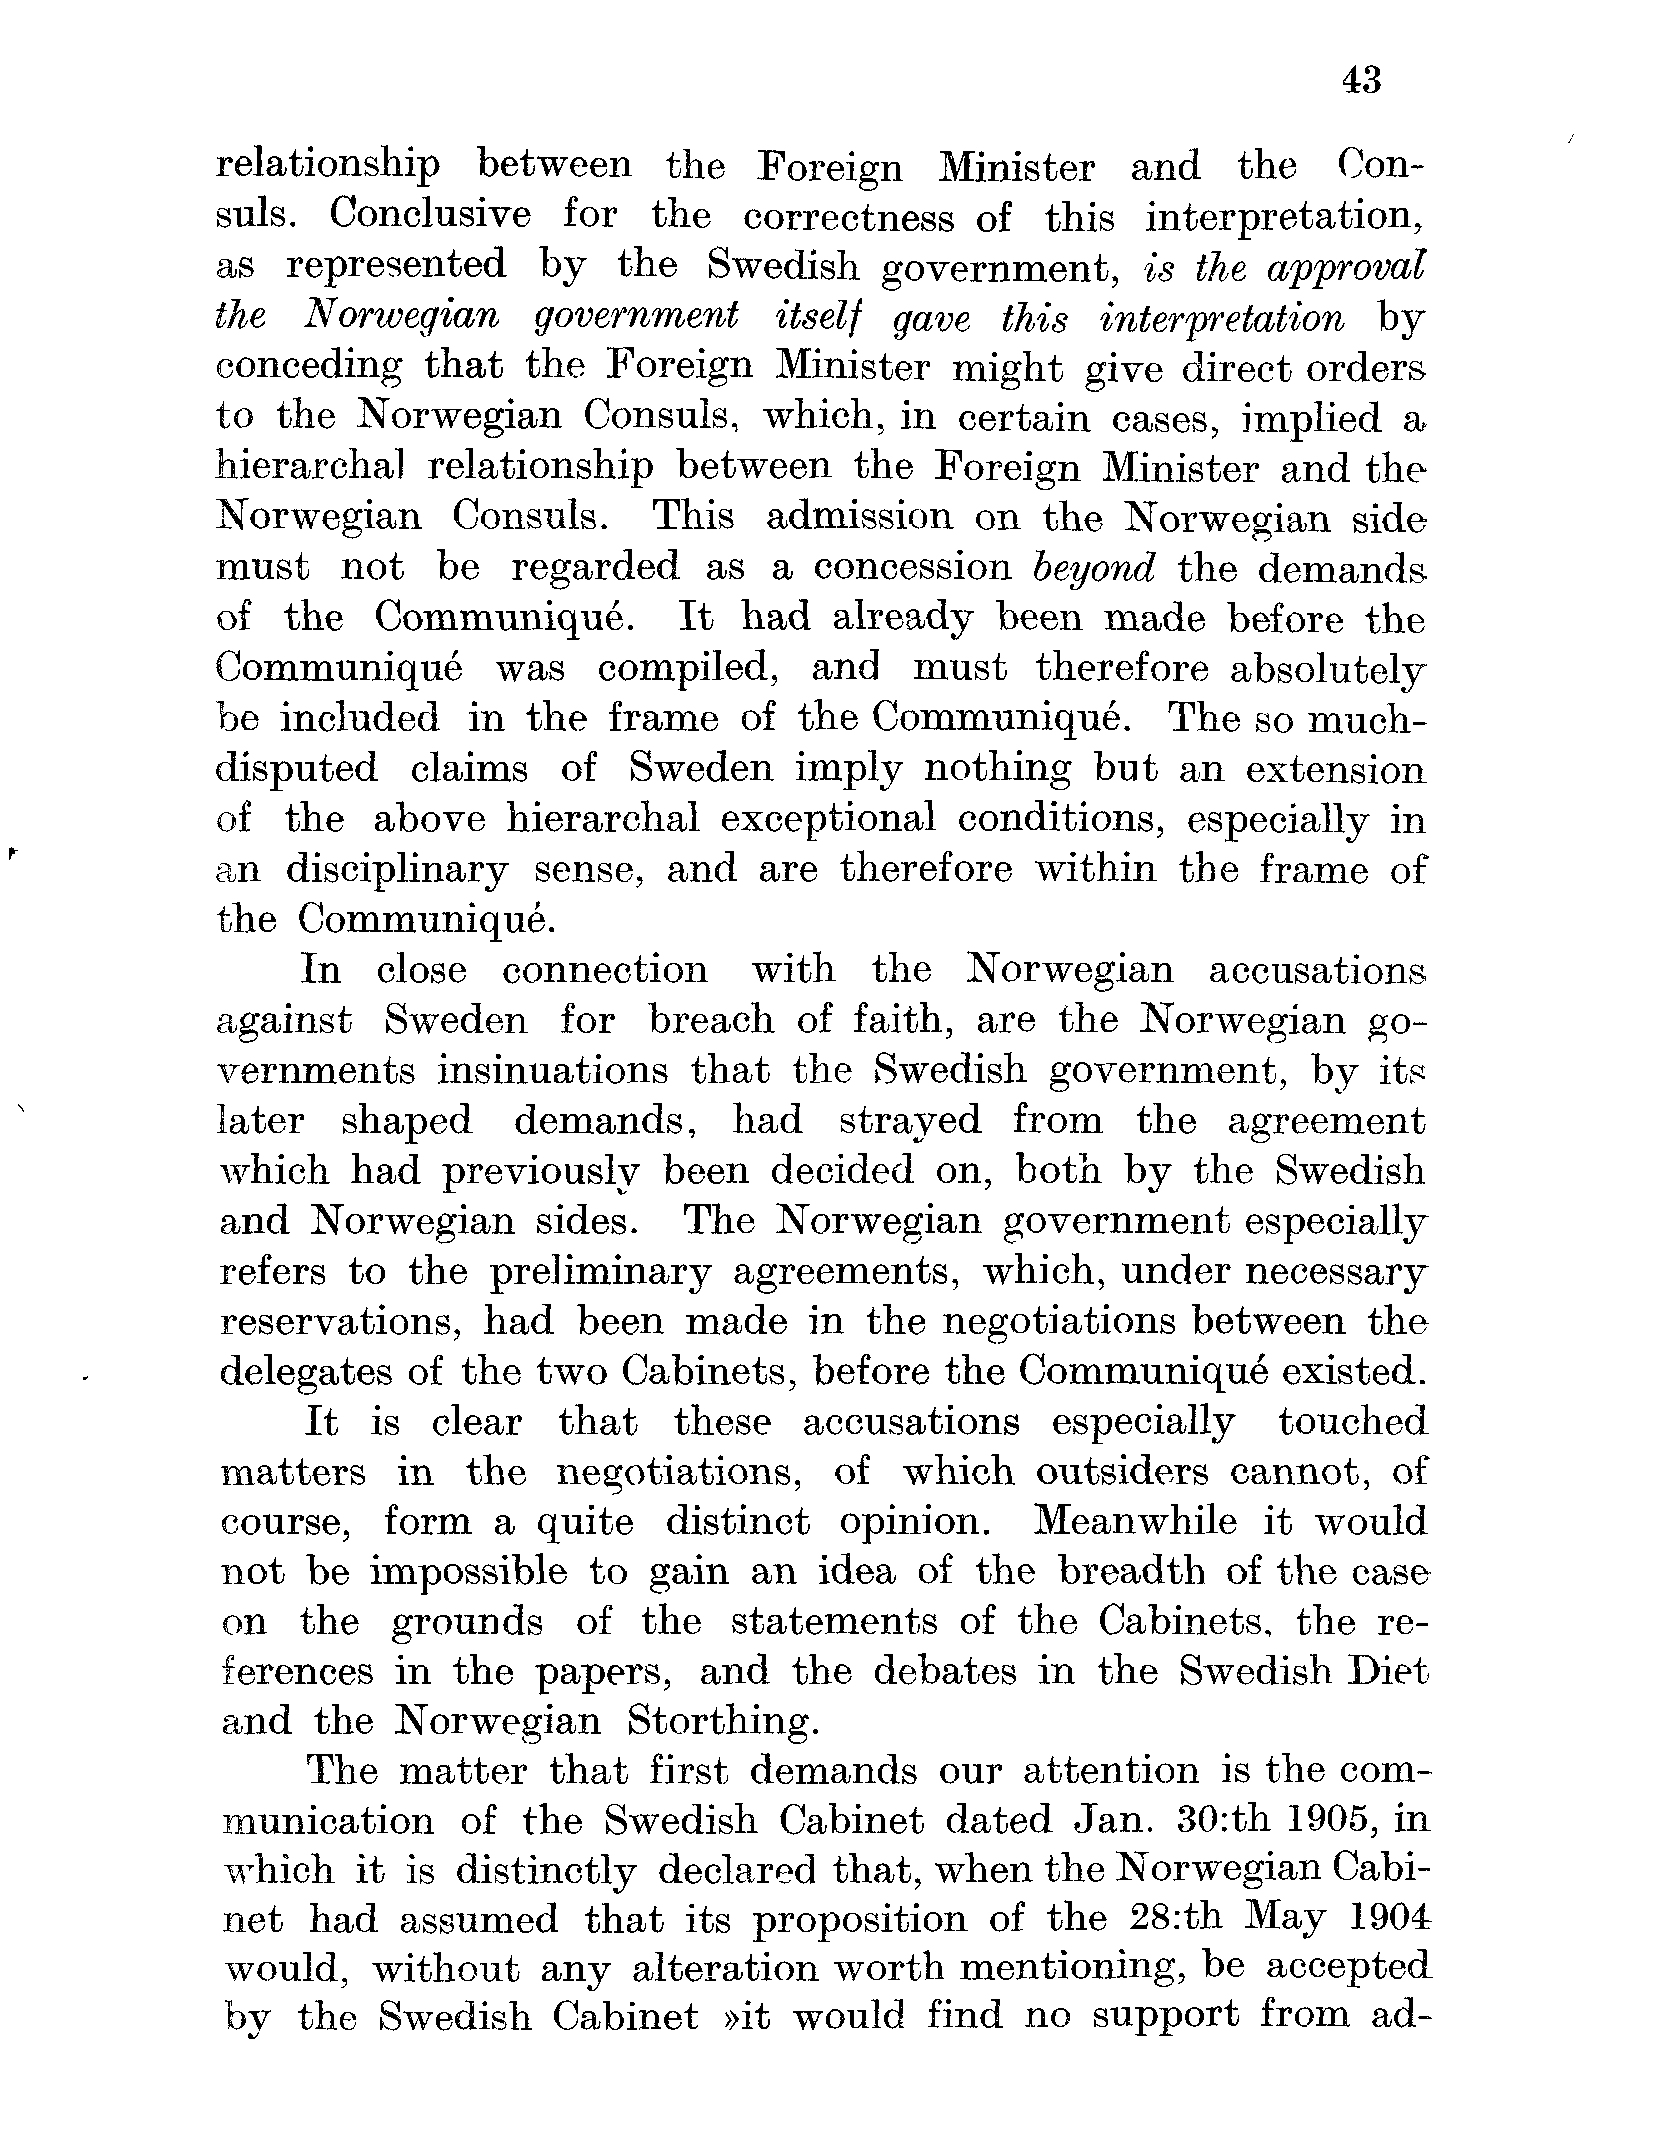 43
relationship between the Foreign Minister and the Con-
suls. Conclusive for the correctness of this interpretation,
as represented by the Swedish government, is the approval
the Norwegian government itself gave this interpretation by
conceding that the Foreign Minister might give direct orders
to the Norwegian Consuls, which, in certain cases, implied a
hierarchal relationship between the Foreign Minister and the
Norwegian Consuls. This admission on the Norwegian side
must not be regarded as a concession beyond the demands
of the Communiqué. It had already been made before the
Communiqué was compiled, and must therefore absolutely
be included in the frame of the Communiqué. The so much-
disputed claims of Sweden imply nothing but an extension
of the above hierarchal exceptional conditions, especially in
an disciplinary sense, and are therefore within the frame of
the Communiqué.
In close connection with the Norwegian accusations
against Sweden for breach of faith, are the Norwegian go-
vernments insinuations that the Swedish government, by its
later shaped demands, had strayed from the agreement
which had previously been decided on, both by the Swedish
and Norwegian sides. The Norwegian government especially
refers to the preliminary agreements, which, under necessary
reservations, had been made in the negotiations between the
delegates of the two Cabinets, before the Communiqué existed.
It is clear that these accusations especially touched
matters in the negotiations, of which outsiders cannot, of
course, form a quite distinct opinion. Meanwhile it would
not be impossible to gain an idea of the breadth of the case
on the grounds of the statements of the Cabinets, the re-
ferences in the papers, and the debates in the Swedish Diet
and the Norwegian Storthing.
The matter that first demands our attention is the com-
munication of the Swedish Cabinet dated Jan. 30:th 1905, in
which it is distinctly declared that, when the Norwegian Cabi-
net had assumed that its proposition of the 28:th May 1904
would, without any alteration worth mentioning, be accepted
by the Swedish Cabinet »it would find no support from ad-